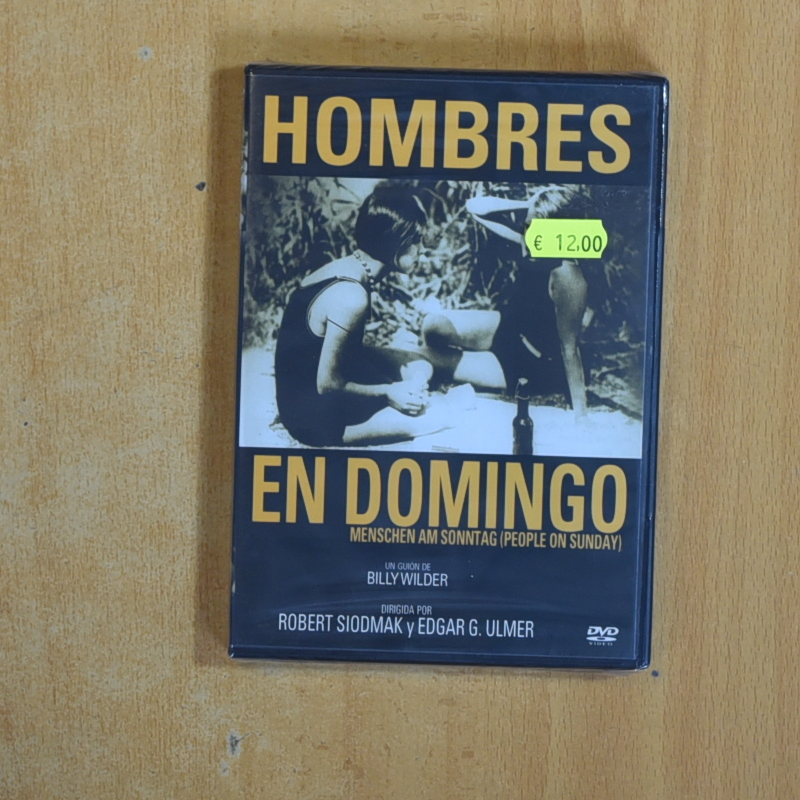 HOMBRES
€ 12,00
EN DOMINGO
MENSCHEN AM SONNTAG (PEOPLE ON SUNDAY)
UN GUIÓN DE
BILLY WILDER
DIRIGIDA POR
ROBERT SIODMAK y EDGAR G. ULMER
DVD
VIDEO